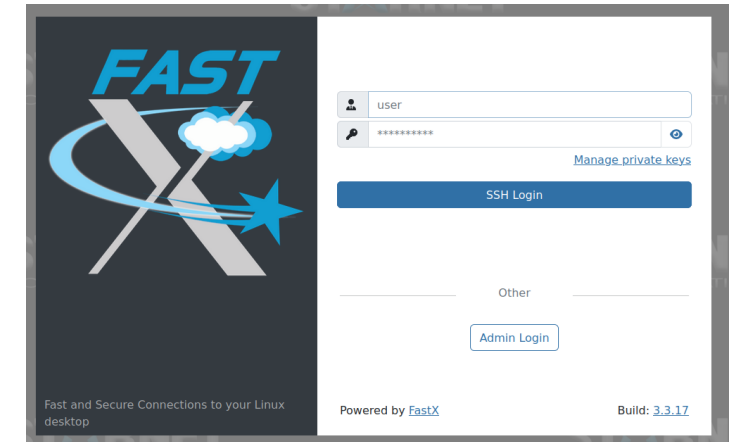 FAST
X
user
**********
Manage private keys
SSH Login
Other
Admin Login
Fast and Secure Connections to your Linux
desktop
Powered by FastX
Build: 3.3.17